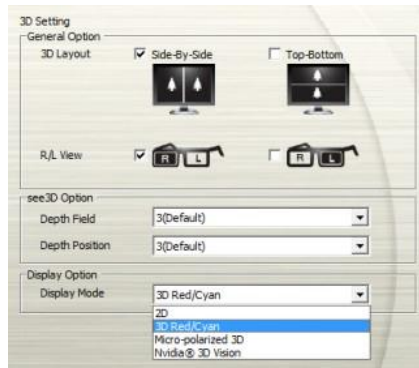 3D Setting
General Option
3D Layout Side-By-Side Top-Bottom
R/L View R L R L
see3D Option
Depth Field 3(Default)
Depth Position 3(Default)
Display Option
Display Mode 3D Red/Cyan
2D
3D Red/Cyan
Micro-polarized 3D
Nvidia® 3D Vision